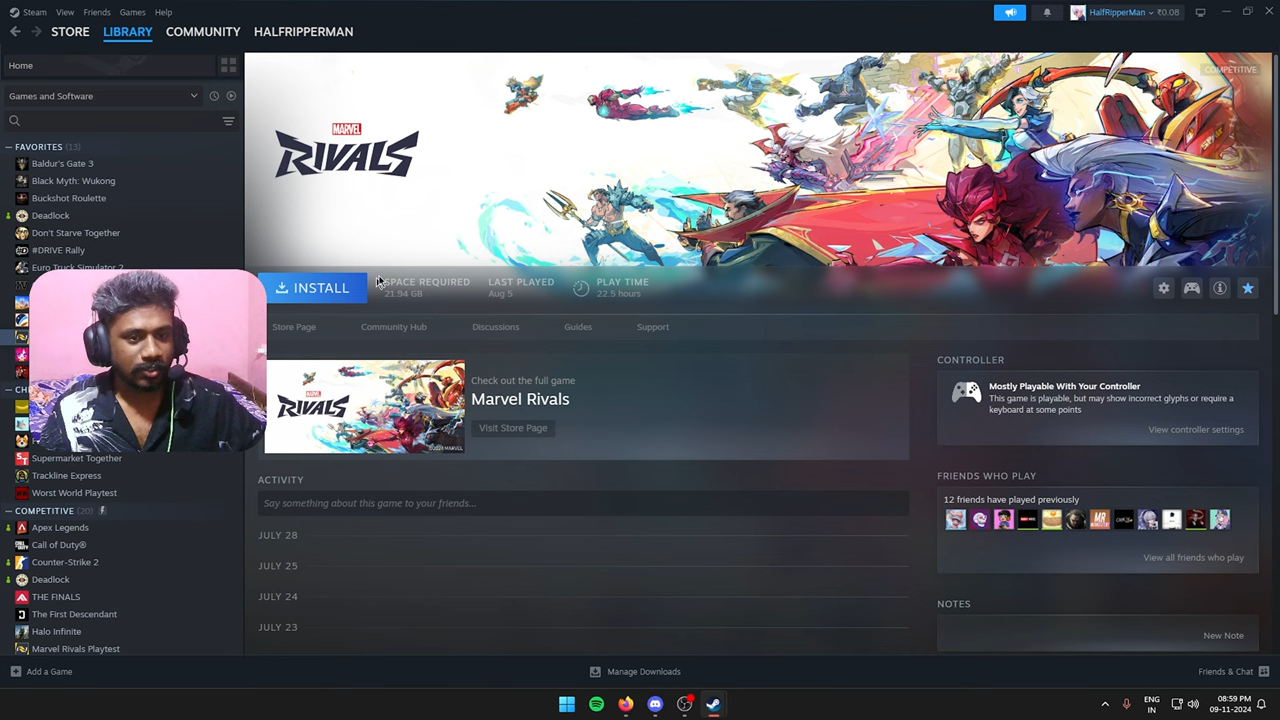 Steam View Friends Games Help
HalfRipperMan ₹0.08
STORE LIBRARY COMMUNITY HALFRIPPERMAN
Home
Games and Software
FAVORITES (13)
Baldur's Gate 3
Black Myth: Wukong
Buckshot Roulette
Deadlock
Don't Starve Together
#DRIVE Rally
Euro Truck Simulator 2
Supermarket Together
Trackline Express
Worst World Playtest
COMPETITIVE (20)
Apex Legends
Call of Duty®
Counter-Strike 2
Deadlock
THE FINALS
The First Descendant
Halo Infinite
Marvel Rivals Playtest
COMPETITIVE
MARVEL
RIVALS
INSTALL
SPACE REQUIRED
21.94 GB
LAST PLAYED
Aug 5
PLAY TIME
22.5 hours
Store Page Community Hub Discussions Guides Support
MARVEL
RIVALS
©2024 MARVEL
Check out the full game
Marvel Rivals
Visit Store Page
ACTIVITY
Say something about this game to your friends...
JULY 28
JULY 25
JULY 24
JULY 23
CONTROLLER
Mostly Playable With Your Controller
This game is playable, but may show incorrect glyphs or require a
keyboard at some points
View controller settings
FRIENDS WHO PLAY
12 friends have played previously
View all friends who play
NOTES
New Note
Add a Game
Manage Downloads
Friends & Chat
ENG
IN
08:59 PM
09-11-2024